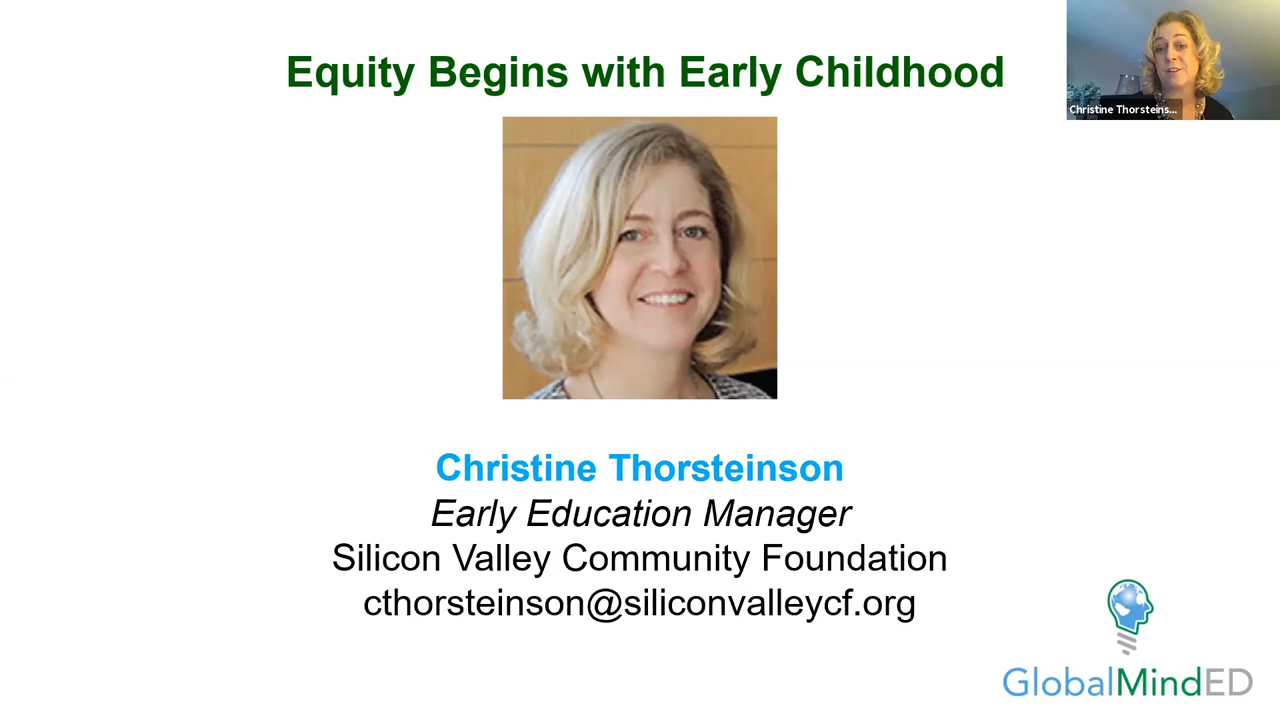 Equity Begins with Early Childhood
Christine Thorsteins...
Christine Thorsteinson
Early Education Manager
Silicon Valley Community Foundation
cthorsteinson@siliconvalleycf.org
GlobalMindED